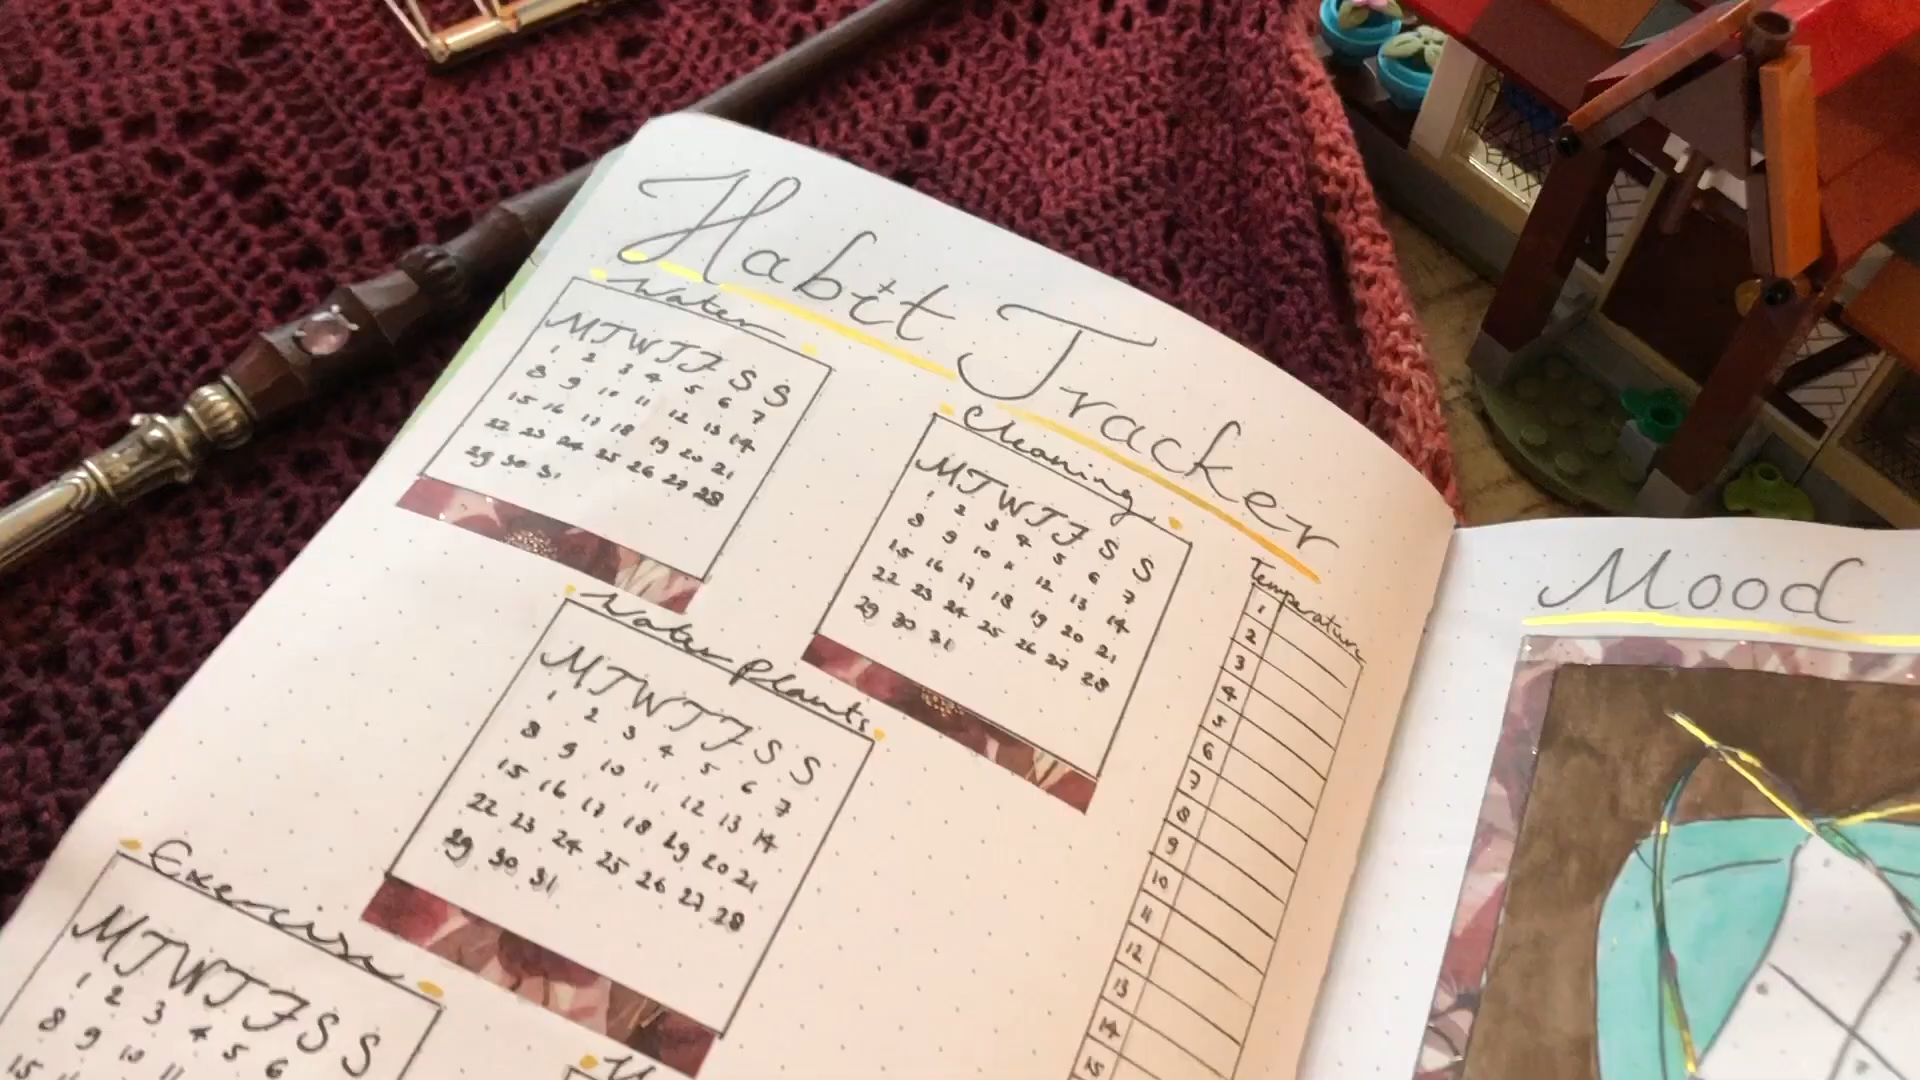 Habit Tracker
Water
M T W T F S S
1 2 3 4 5 6 7
8 9 10 11 12 13 14
15 16 17 18 19 20 21
22 23 24 25 26 27 28
29 30 31
Cleaning
M T W T F S S
1 2 3 4 5 6 7
8 9 10 11 12 13 14
15 16 17 18 19 20 21
22 23 24 25 26 27 28
29 30 31
Water Plants
M T W T F S S
1 2 3 4 5 6 7
8 9 10 11 12 13 14
15 16 17 18 19 20 21
22 23 24 25 26 27 28
29 30 31
Exercise
M T W T F S S
1 2 3 4 5 6
8 9 10 11
15
Temperature
1
2
3
4
5
6
7
8
9
10
11
12
13
14
15
Mood